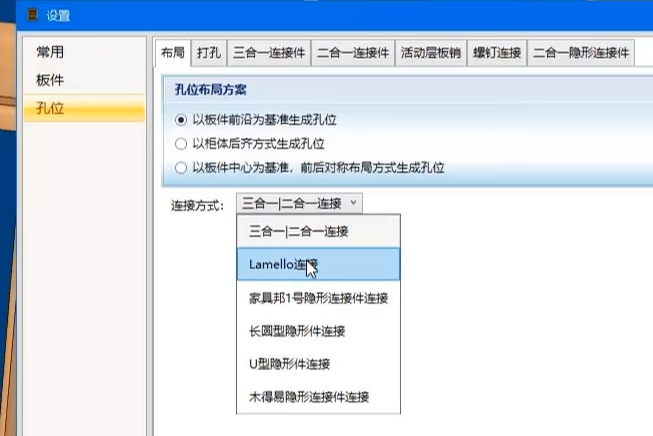 设置
常用
板件
孔位
布局 打孔 三合一连接件 二合一连接件 活动层板销 螺钉连接 二合一隐形连接件
孔位布局方案
以板件前沿为基准生成孔位
以柜体后齐方式生成孔位
以板件中心为基准，前后对称布局方式生成孔位
连接方式： 三合一|二合一连接
三合一|二合一连接
Lamello连接
家具邦1号隐形连接件连接
长圆型隐形件连接
U型隐形件连接
木得易隐形连接件连接